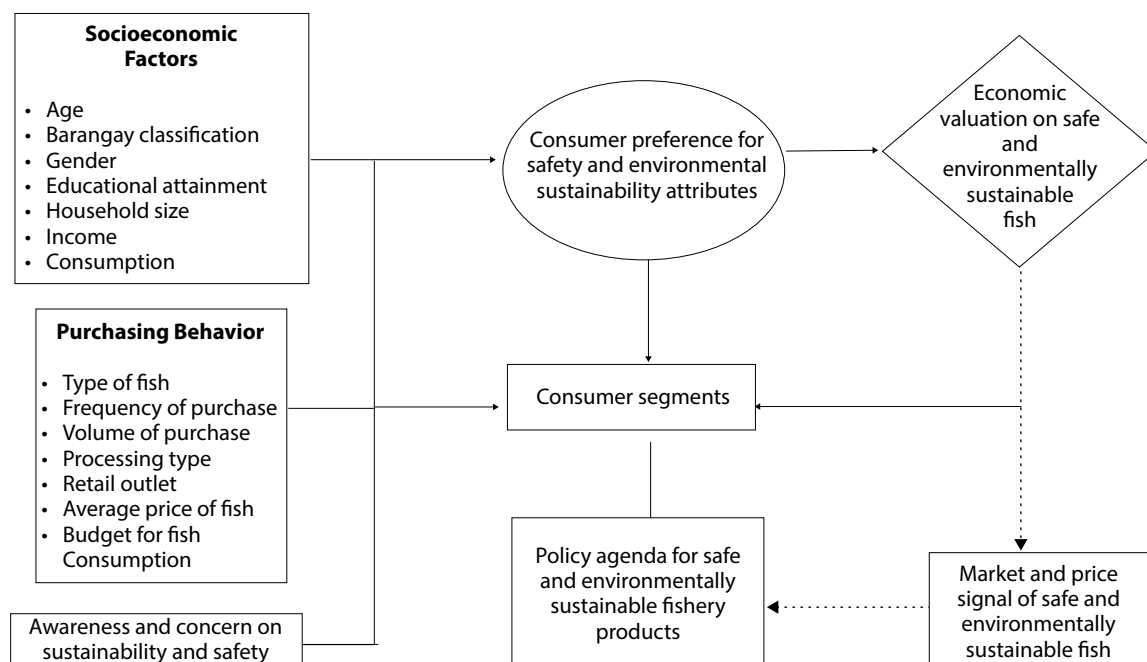 Socioeconomic
Factors
• Age
• Barangay classification
• Gender
• Educational attainment
• Household size
• Income
• Consumption
Purchasing Behavior
• Type of fish
• Frequency of purchase
• Volume of purchase
• Processing type
• Retail outlet
• Average price of fish
• Budget for fish
Consumption
Awareness and concern on
sustainability and safety
Consumer preference for
safety and environmental
sustainability attributes
Economic
valuation on safe
and
environmentally
sustainable
fish
Consumer segments
Policy agenda for safe
and environmentally
sustainable fishery
products
Market and price
signal of safe and
environmentally
sustainable fish